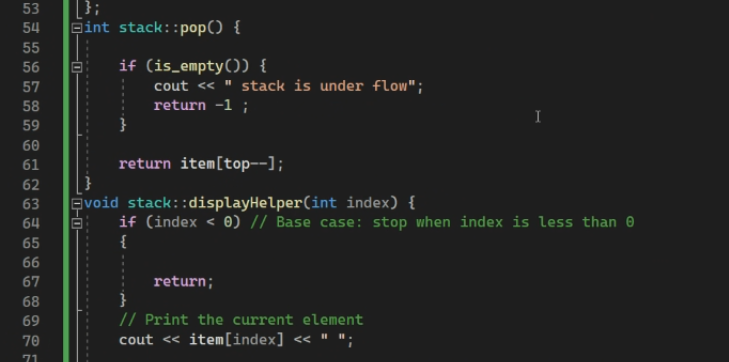 53 };
54 int stack::pop() {
55
56 if (is_empty()) {
57 cout << " stack is under flow";
58 return -1 ;
59 }
60
61 return item[top--];
62 }
63 void stack::displayHelper(int index) {
64 if (index < 0) // Base case: stop when index is less than 0
65 {
66
67 return;
68 }
69 // Print the current element
70 cout << item[index] << " ";
71